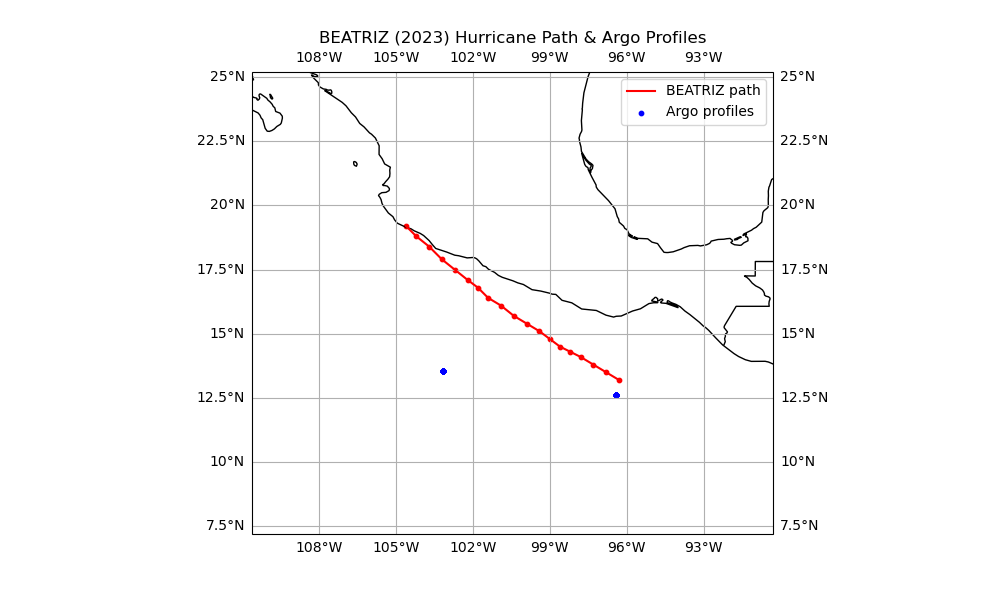 BEATRIZ (2023) Hurricane Path & Argo Profiles
108°W 105°W 102°W 99°W 96°W 93°W
25°N 25°N
BEATRIZ path
Argo profiles
22.5°N 22.5°N
20°N 20°N
17.5°N 17.5°N
15°N 15°N
12.5°N 12.5°N
10°N 10°N
7.5°N 7.5°N
108°W 105°W 102°W 99°W 96°W 93°W